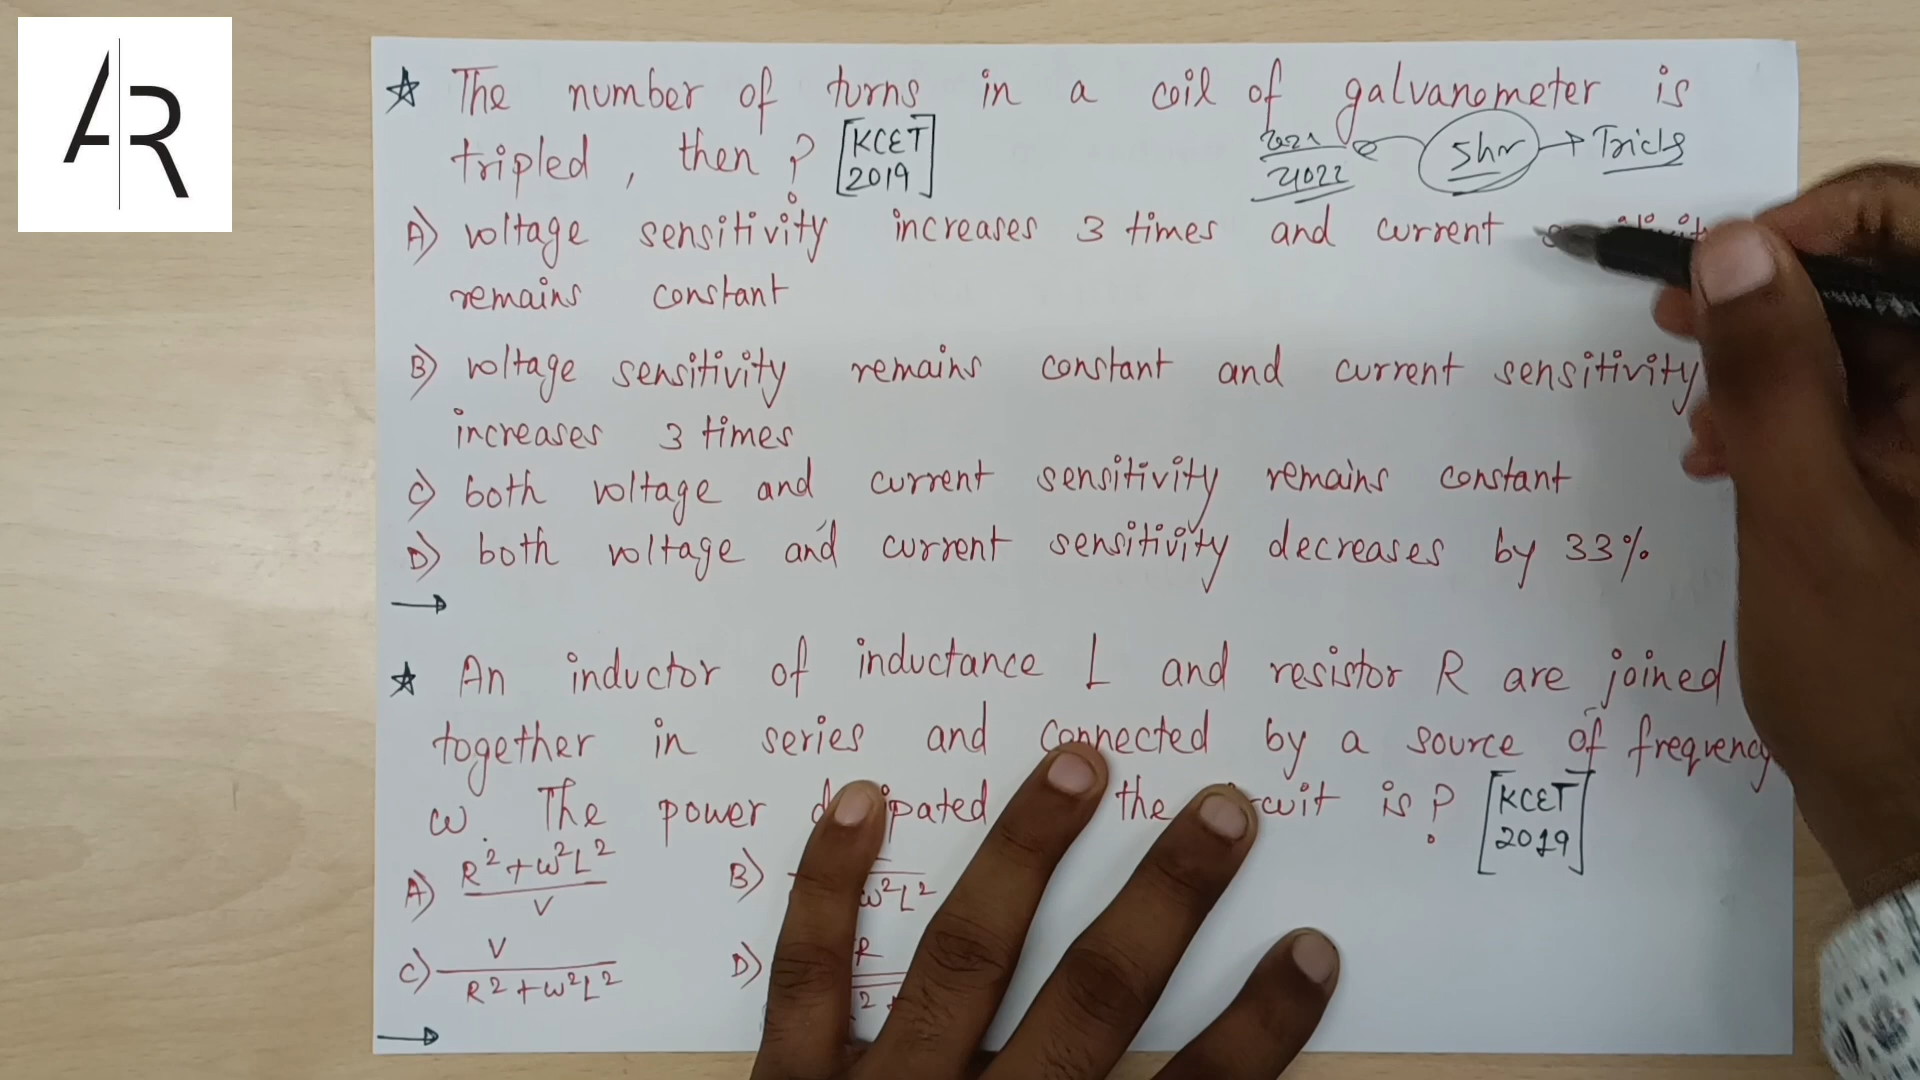 AR
☆ The number of turns in a coil of galvanometer is
tripled, then ? [KCET 2019]
2021 5hr → Tricks
2022
A) voltage sensitivity increases 3 times and current
remains constant
B) voltage sensitivity remains constant and current sensitivity
increases 3 times
C) both voltage and current sensitivity remains constant
D) both voltage and current sensitivity decreases by 33%
→
☆ An inductor of inductance L and resistor R are joined
together in series and connected by a source of frequency
ω. The power the is ? [KCET 2019]
A) R²+ω²L² / V B) ω²L²
C) V / R²+ω²L² D) R
→